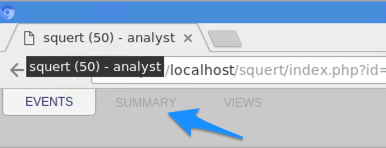 squert (50) - analyst
squert (50) - analyst
/localhost/squert/index.php?id=
EVENTS SUMMARY VIEWS